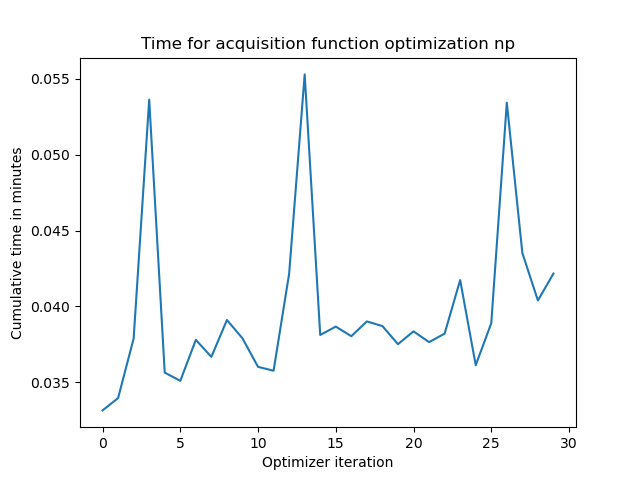 Time for acquisition function optimization np
0.055
0.050
0.045
0.040
0.035
Cumulative time in minutes
0 5 10 15 20 25 30
Optimizer iteration